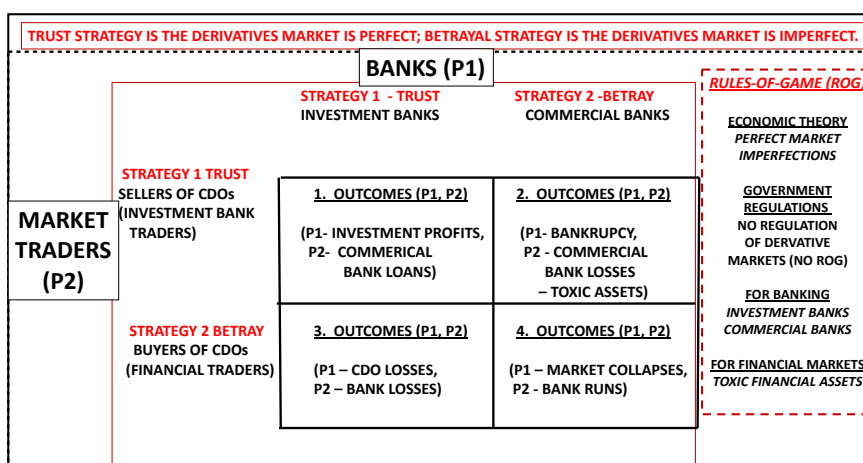 TRUST STRATEGY IS THE DERIVATIVES MARKET IS PERFECT; BETRAYAL STRATEGY IS THE DERIVATIVES MARKET IS IMPERFECT.
BANKS (P1)
STRATEGY 1 - TRUST
INVESTMENT BANKS
STRATEGY 2 -BETRAY
COMMERCIAL BANKS
MARKET
TRADERS
(P2)
STRATEGY 1 TRUST
SELLERS OF CDOs
(INVESTMENT BANK
TRADERS)
1. OUTCOMES (P1, P2)
(P1- INVESTMENT PROFITS,
P2- COMMERICAL
BANK LOANS)
2. OUTCOMES (P1, P2)
(P1- BANKRUPCY,
P2 - COMMERCIAL
BANK LOSSES
– TOXIC ASSETS)
STRATEGY 2 BETRAY
BUYERS OF CDOs
(FINANCIAL TRADERS)
3. OUTCOMES (P1, P2)
(P1 – CDO LOSSES,
P2 – BANK LOSSES)
4. OUTCOMES (P1, P2)
(P1 – MARKET COLLAPSES,
P2 - BANK RUNS)
RULES-OF-GAME (ROG)
ECONOMIC THEORY
PERFECT MARKET
IMPERFECTIONS
GOVERNMENT
REGULATIONS
NO REGULATION
OF DERVATIVE
MARKETS (NO ROG)
FOR BANKING
INVESTMENT BANKS
COMMERCIAL BANKS
FOR FINANCIAL MARKETS
TOXIC FINANCIAL ASSETS